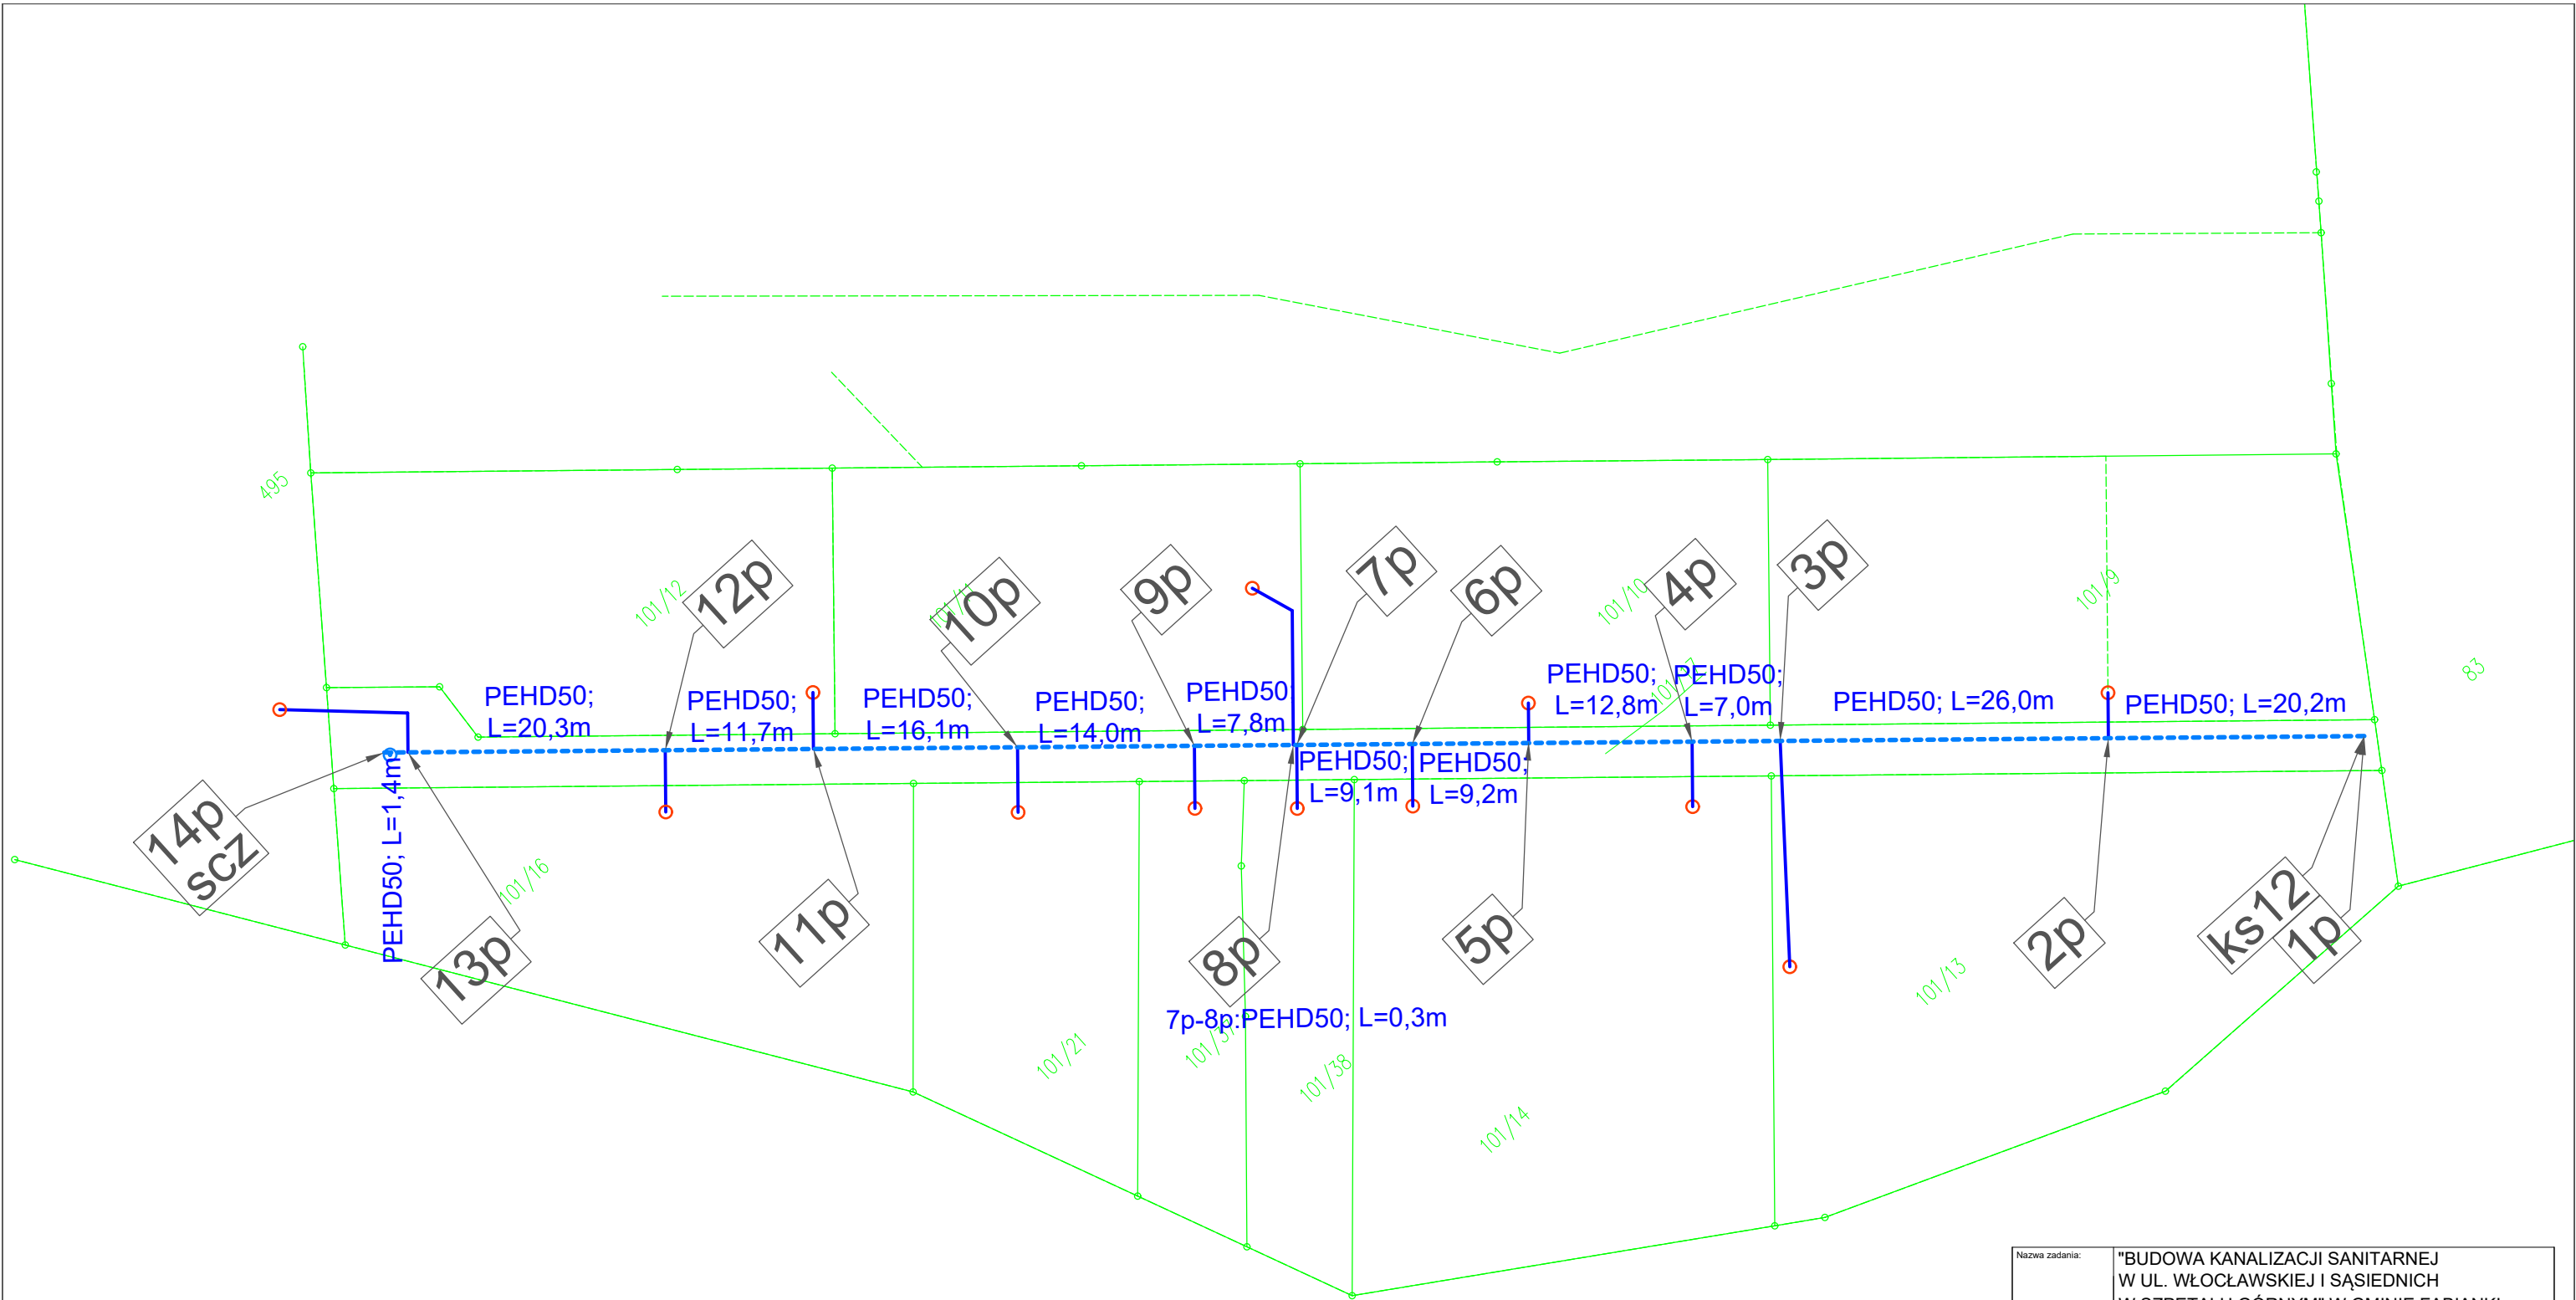 495
101/12
12p
10p
9p
7p
6p
101/10
4p
3p
101/9
83
PEHD50;
L=20,3m
PEHD50;
L=11,7m
PEHD50;
L=16,1m
PEHD50;
L=14,0m
PEHD50;
L=7,8m
PEHD50;
L=12,8m
PEHD50;
L=7,0m
PEHD50; L=26,0m
PEHD50; L=20,2m
PEHD50;
L=9,1m
PEHD50;
L=9,2m
14p
scz
PEHD50; L=1,4m
101/16
13p
11p
8p
5p
2p
ks12
1p
101/13
7p-8p:PEHD50; L=0,3m
101/21
101/38
101/14
Nazwa zadania:
"BUDOWA KANALIZACJI SANITARNEJ
W UL. WŁOCŁAWSKIEJ I SĄSIEDNICH
W SZPETALU GÓRNYM" W GMINIE FABIANKI